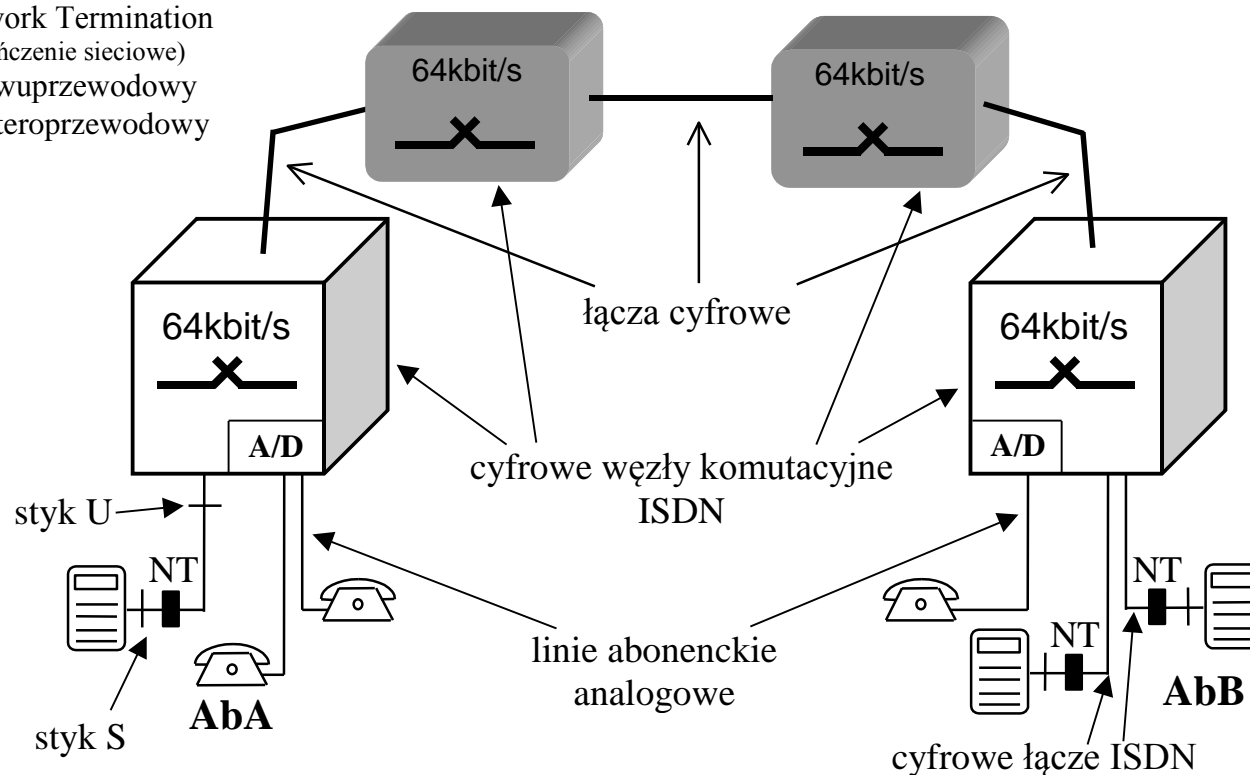 work Termination
ńczenie sieciowe)
wuprzewodowy
teroprzewodowy
64kbit/s
64kbit/s
łącza cyfrowe
64kbit/s
64kbit/s
A/D
A/D
cyfrowe węzły komutacyjne
ISDN
styk U
NT
NT
NT
linie abonenckie
analogowe
AbA
AbB
styk S
cyfrowe łącze ISDN